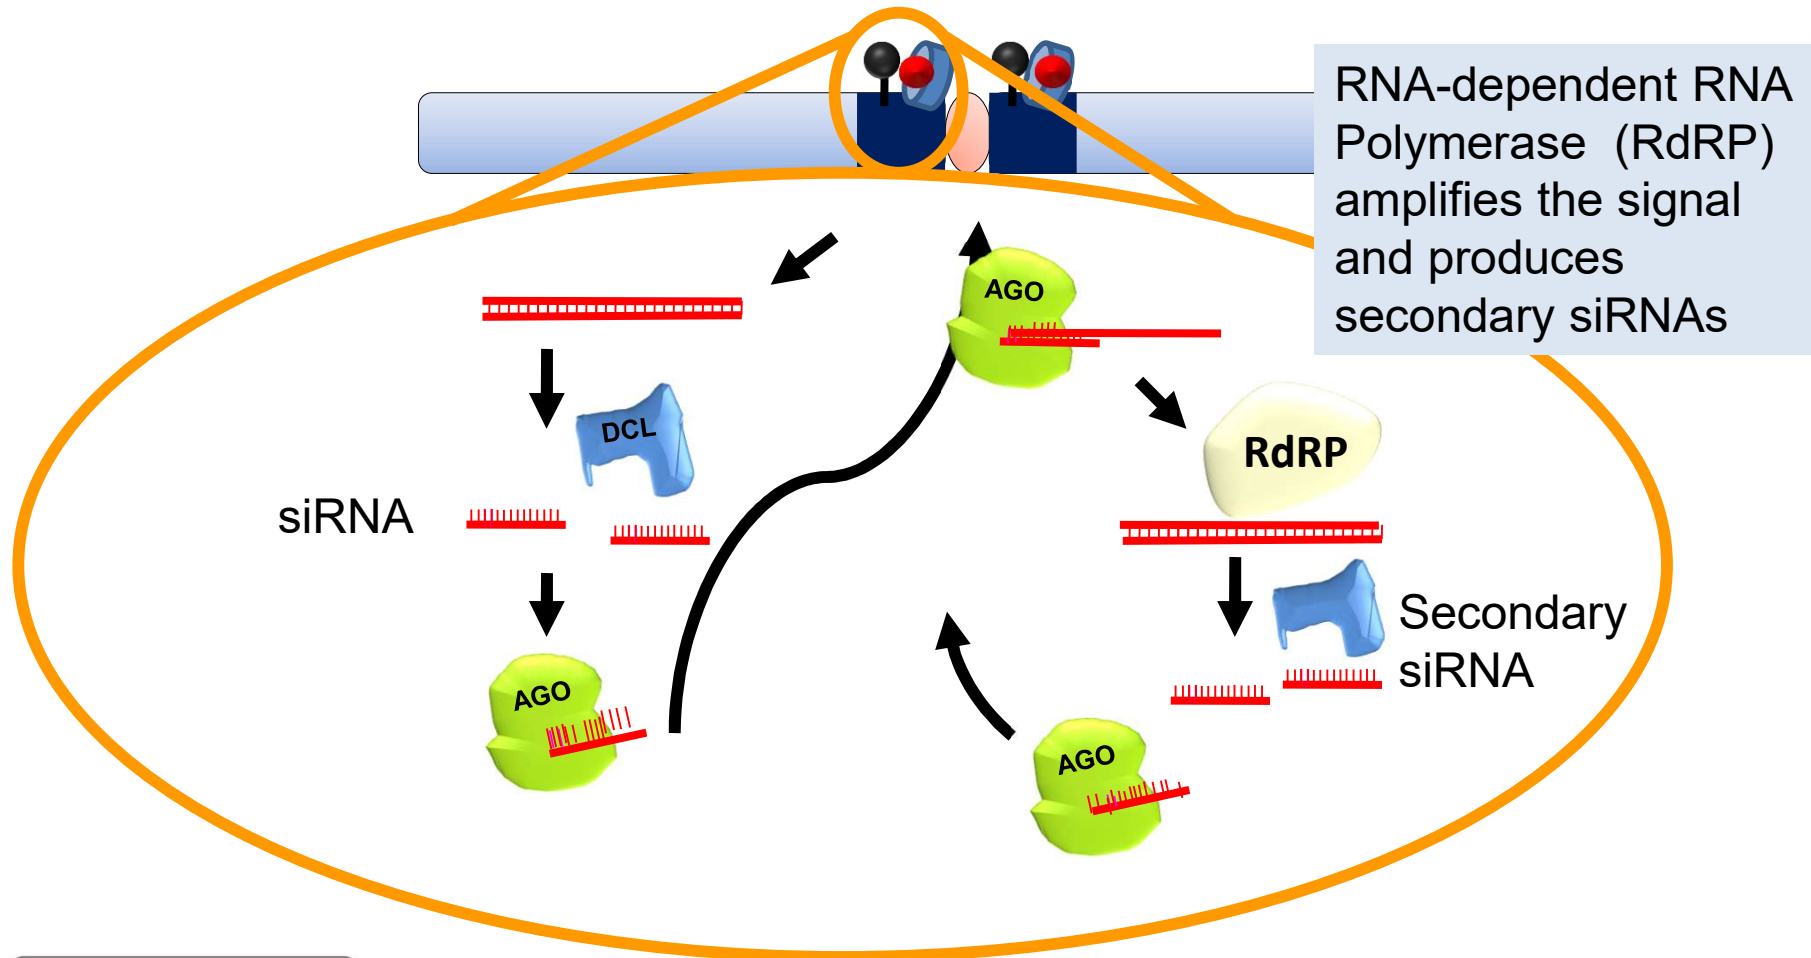 RNA-dependent RNA
Polymerase (RdRP)
amplifies the signal
and produces
secondary siRNAs
AGO
DCL
RdRP
siRNA
Secondary
siRNA
AGO
AGO